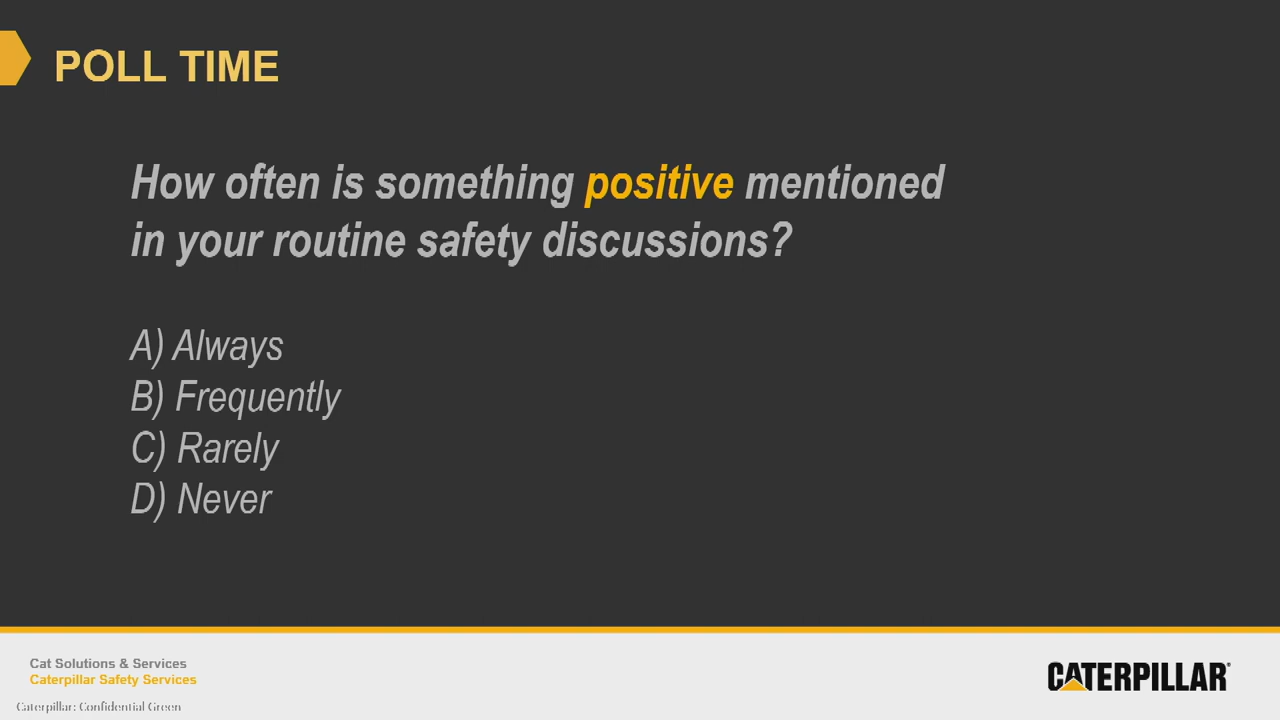 POLL TIME
How often is something positive mentioned
in your routine safety discussions?
A) Always
B) Frequently
C) Rarely
D) Never
Cat Solutions & Services
Caterpillar Safety Services
Caterpillar: Confidential Green
CATERPILLAR®